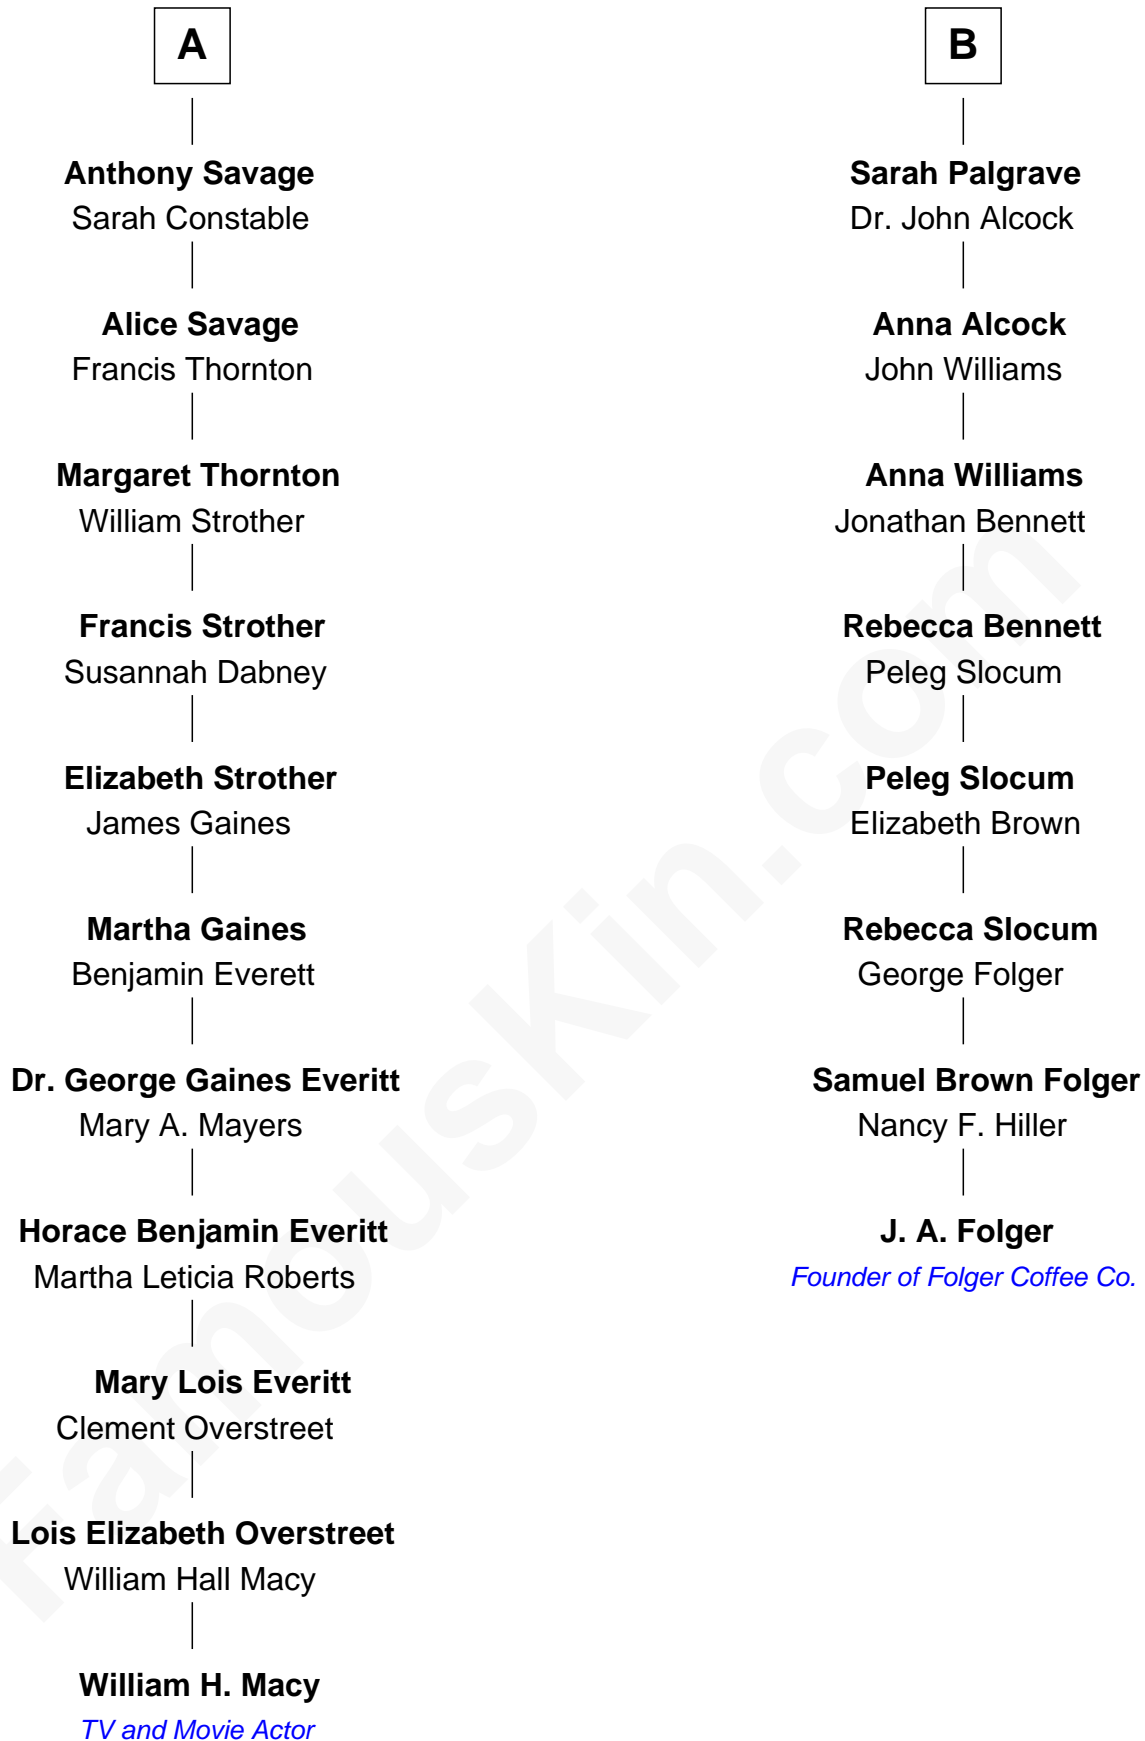 A
Anthony Savage
Sarah Constable
Alice Savage
Francis Thornton
Margaret Thornton
William Strother
Francis Strother
Susannah Dabney
Elizabeth Strother
James Gaines
Martha Gaines
Benjamin Everett
Dr. George Gaines Everitt
Mary A. Mayers
Horace Benjamin Everitt
Martha Leticia Roberts
Mary Lois Everitt
Clement Overstreet
Lois Elizabeth Overstreet
William Hall Macy
William H. Macy
TV and Movie Actor
B
Sarah Palgrave
Dr. John Alcock
Anna Alcock
John Williams
Anna Williams
Jonathan Bennett
Rebecca Bennett
Peleg Slocum
Peleg Slocum
Elizabeth Brown
Rebecca Slocum
George Folger
Samuel Brown Folger
Nancy F. Hiller
J. A. Folger
Founder of Folger Coffee Co.
FamousKin.com